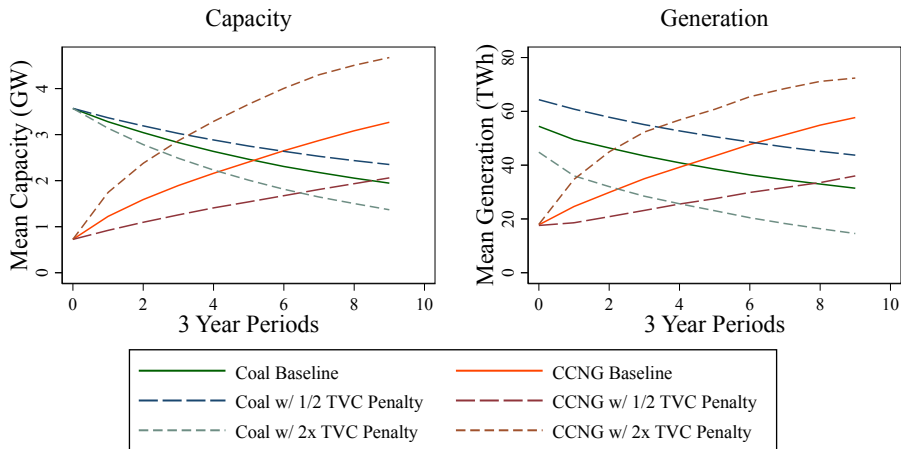 Capacity
Generation
Mean Capacity (GW)
4
3
2
1
0
0 2 4 6 8 10
3 Year Periods
Mean Generation (TWh)
80
60
40
20
0
0 2 4 6 8 10
3 Year Periods
Coal Baseline
CCNG Baseline
Coal w/ 1/2 TVC Penalty
CCNG w/ 1/2 TVC Penalty
Coal w/ 2x TVC Penalty
CCNG w/ 2x TVC Penalty